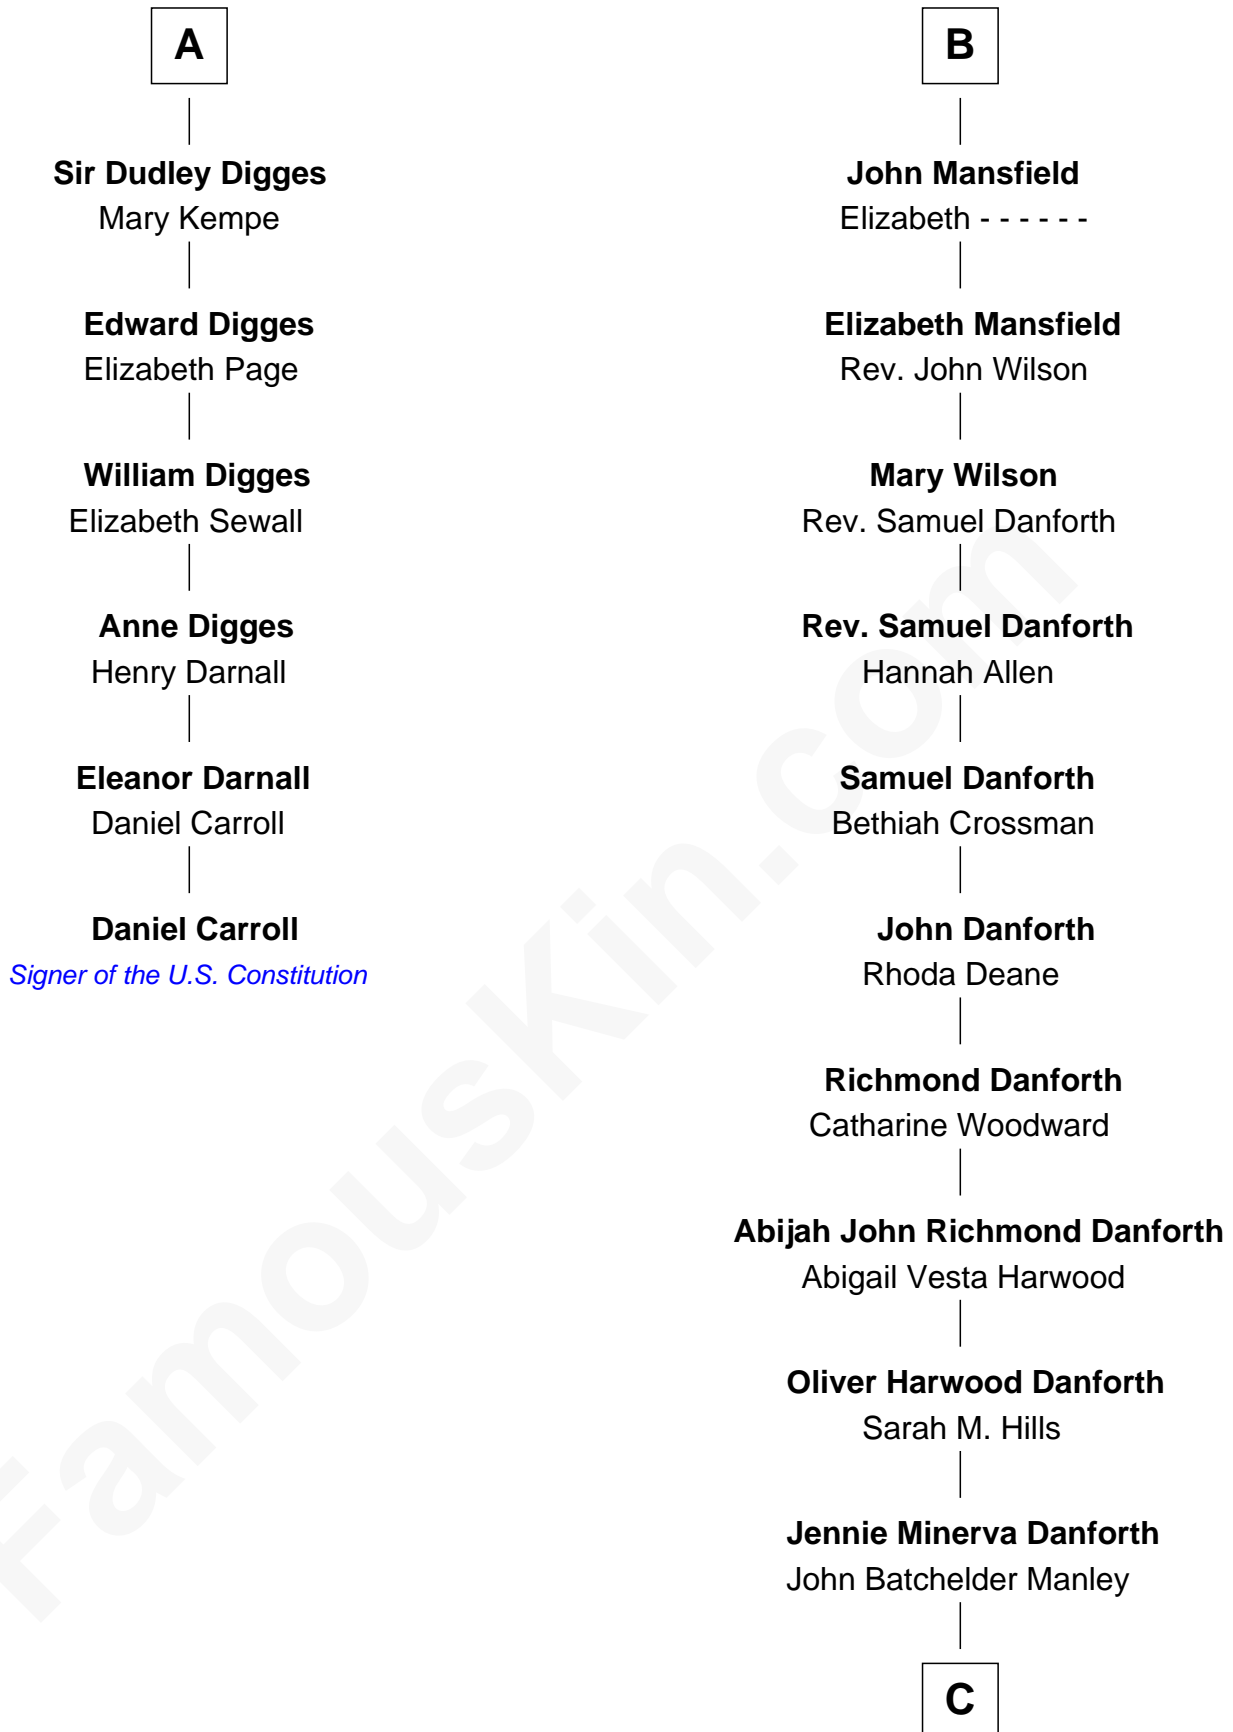 A
Sir Dudley Digges
Mary Kempe
Edward Digges
Elizabeth Page
William Digges
Elizabeth Sewall
Anne Digges
Henry Darnall
Eleanor Darnall
Daniel Carroll
Daniel Carroll
Signer of the U.S. Constitution
B
John Mansfield
Elizabeth - - - - - -
Elizabeth Mansfield
Rev. John Wilson
Mary Wilson
Rev. Samuel Danforth
Rev. Samuel Danforth
Hannah Allen
Samuel Danforth
Bethiah Crossman
John Danforth
Rhoda Deane
Richmond Danforth
Catharine Woodward
Abijah John Richmond Danforth
Abigail Vesta Harwood
Oliver Harwood Danforth
Sarah M. Hills
Jennie Minerva Danforth
John Batchelder Manley
C
FamousKin.com